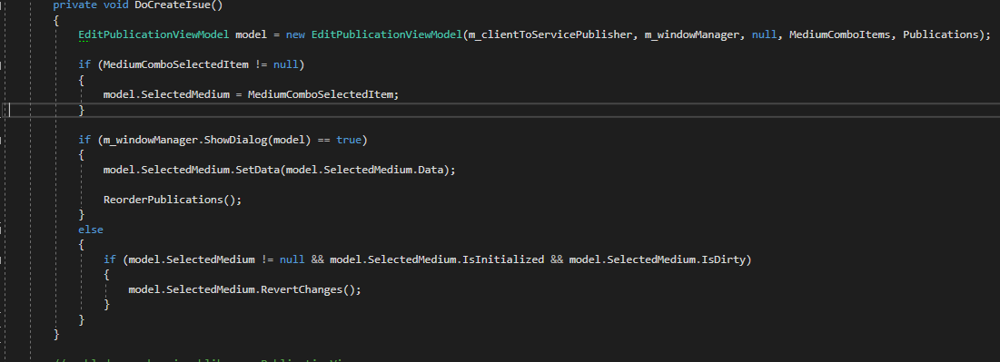 private void DoCreateIsue()
{
EditPublicationViewModel model = new EditPublicationViewModel(m_clientToServicePublisher, m_windowManager, null, MediumComboItems, Publications);
if (MediumComboSelectedItem != null)
{
model.SelectedMedium = MediumComboSelectedItem;
}
if (m_windowManager.ShowDialog(model) == true)
{
model.SelectedMedium.SetData(model.SelectedMedium.Data);
ReorderPublications();
}
else
{
if (model.SelectedMedium != null && model.SelectedMedium.IsInitialized && model.SelectedMedium.IsDirty)
{
model.SelectedMedium.RevertChanges();
}
}
}